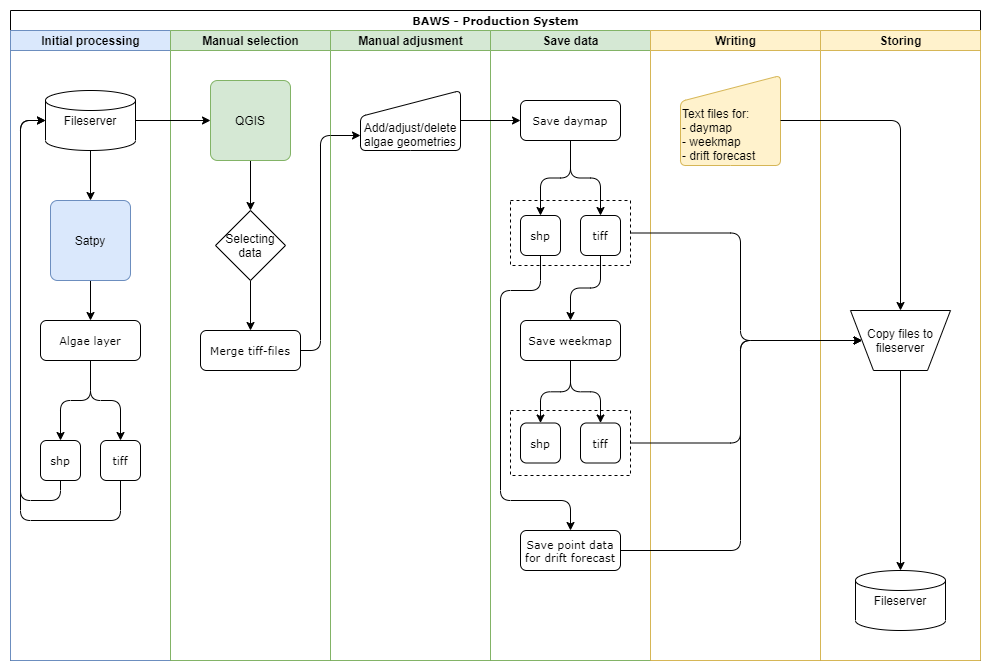 BAWS - Production System
Initial processing
Manual selection
Manual adjusment
Save data
Writing
Storing
Fileserver
Satpy
Algae layer
shp
tiff
QGIS
Selecting
data
Merge tiff-files
Add/adjust/delete
algae geometries
Save daymap
shp
tiff
Save weekmap
shp
tiff
Save point data
for drift forecast
Text files for:
- daymap
- weekmap
- drift forecast
Copy files to
fileserver
Fileserver